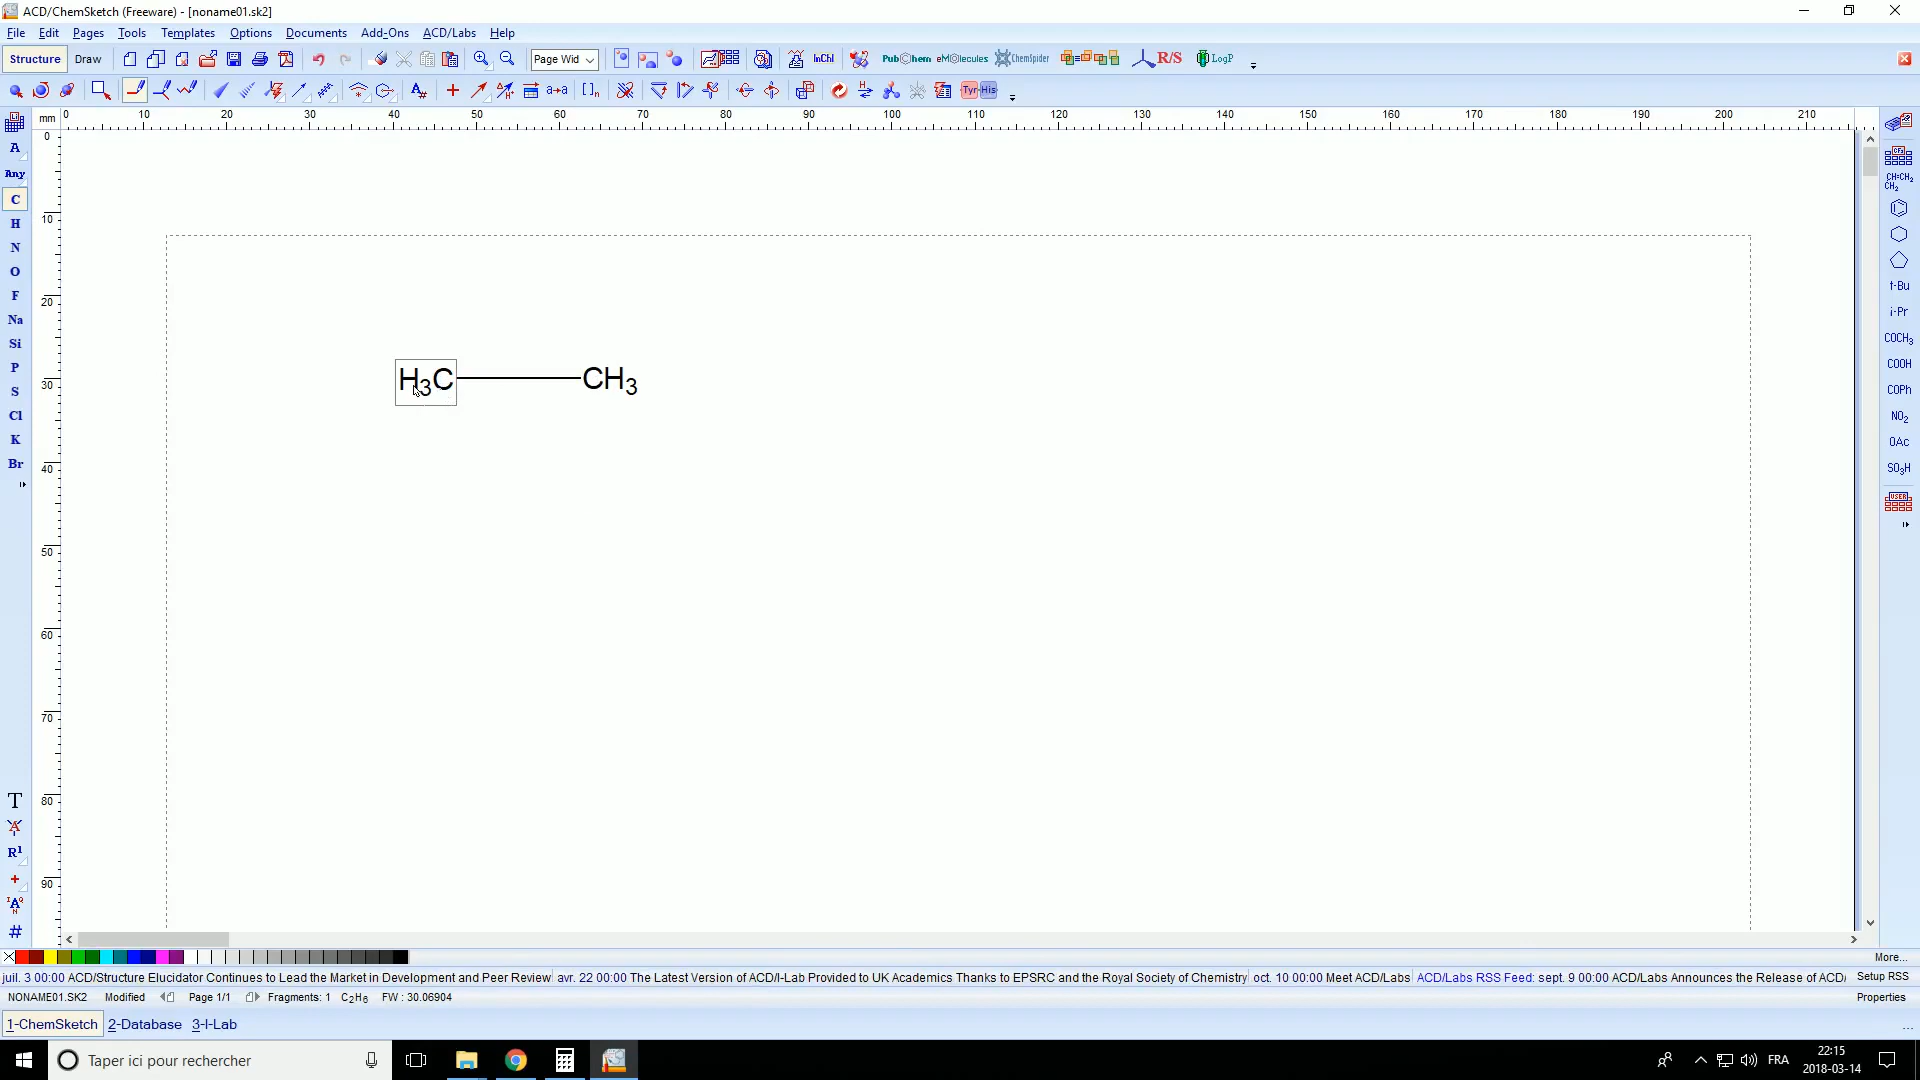 ACD/ChemSketch (Freeware) - [noname01.sk2]
File Edit Pages Tools Templates Options Documents Add-Ons ACD/Labs Help
Structure Draw Page Wid InChI PubChem eMolecules ChemSpider R/S LogP
a→a [ ]n Tyr His
mm 0 10 20 30 40 50 60 70 80 90 100 110 120 130 140 150 160 170 180 190 200 210
0
10
20
30
40
50
60
70
80
90
A
Any
C
H
N
O
F
Na
Si
P
S
Cl
K
Br
T
R¹
#
H₃C CH₃
CH=CH₂
CH₂
t-Bu
i-Pr
COCH₃
COOH
COPh
NO₂
OAc
SO₃H
USER
More...
juil. 3 00:00 ACD/Structure Elucidator Continues to Lead the Market in Development and Peer Review avr. 22 00:00 The Latest Version of ACD/I-Lab Provided to UK Academics Thanks to EPSRC and the Royal Society of Chemistry oct. 10 00:00 Meet ACD/Labs ACD/Labs RSS Feed: sept. 9 00:00 ACD/Labs Announces the Release of ACD/ Setup RSS
NONAME01.SK2 Modified Page 1/1 Fragments: 1 C₂H₆ FW : 30.06904 Properties
1-ChemSketch 2-Database 3-I-Lab ...
Taper ici pour rechercher FRA 22:15
2018-03-14